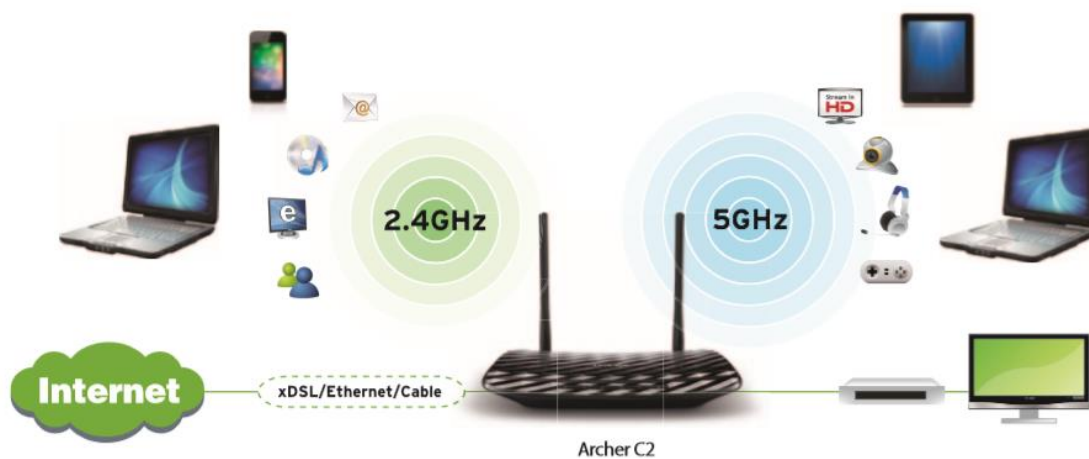 Stream in
HD
@
e
2.4GHz
5GHz
Internet
xDSL/Ethernet/Cable
Archer C2